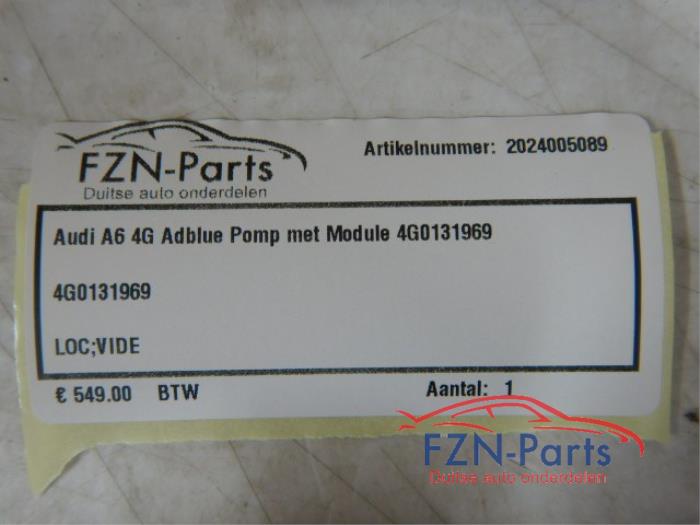 FZN-Parts
Duitse auto onderdelen
Artikelnummer: 2024005089
Audi A6 4G Adblue Pomp met Module 4G0131969
4G0131969
LOC;VIDE
€ 549.00 BTW
Aantal: 1
FZN-Parts
Duitse auto onderdelen